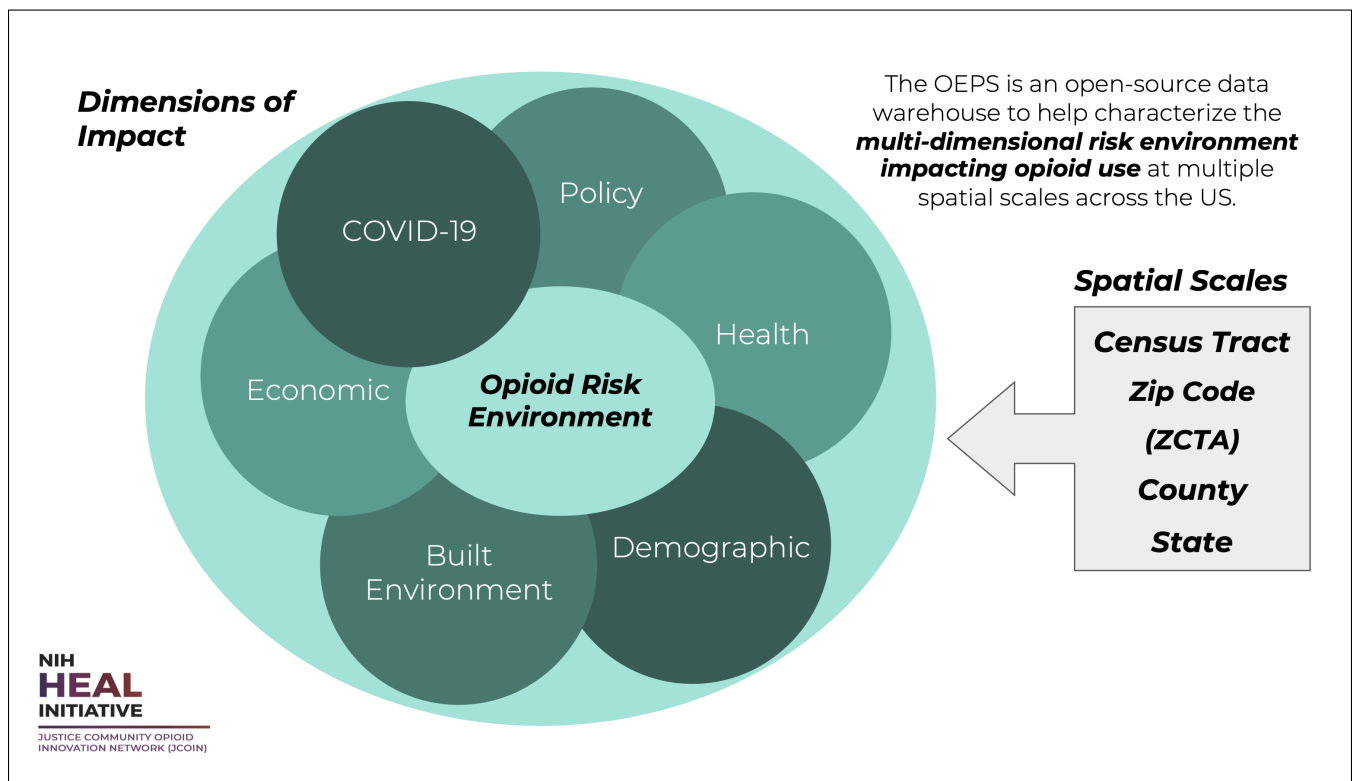 Dimensions of
Impact
The OEPS is an open-source data
warehouse to help characterize the
multi-dimensional risk environment
impacting opioid use at multiple
spatial scales across the US.
COVID-19
Policy
Health
Economic
Opioid Risk
Environment
Built
Environment
Demographic
Spatial Scales
Census Tract
Zip Code
(ZCTA)
County
State
NIH
HEAL
INITIATIVE
JUSTICE COMMUNITY OPIOID
INNOVATION NETWORK (JCOIN)